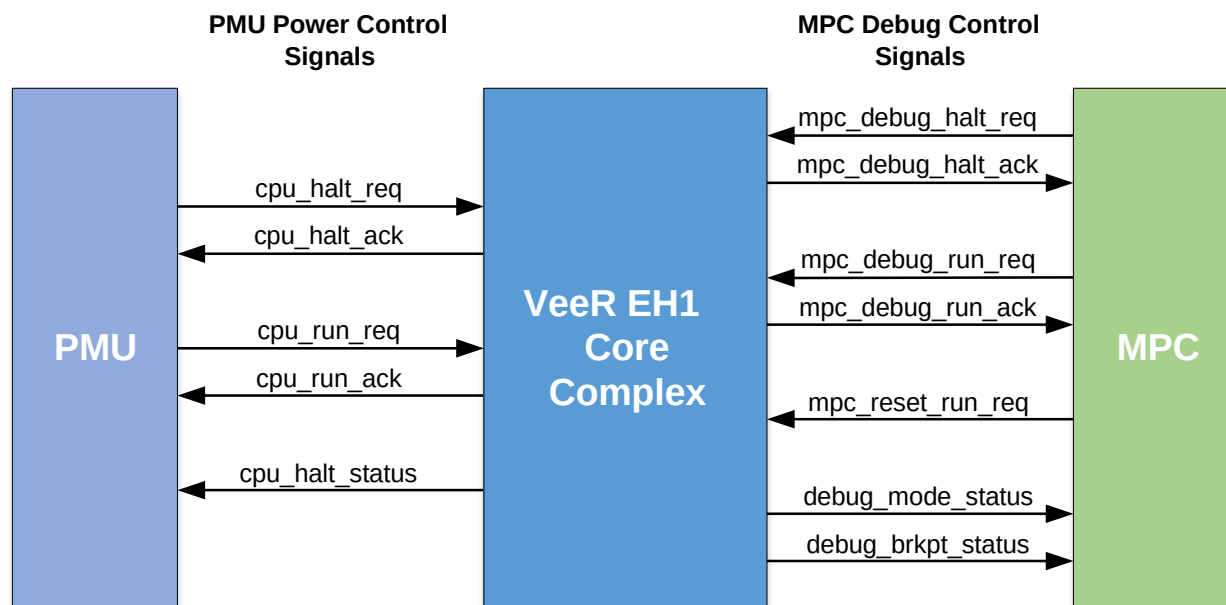 PMU Power Control
Signals
MPC Debug Control
Signals
PMU
cpu_halt_req
cpu_halt_ack
cpu_run_req
cpu_run_ack
cpu_halt_status
VeeR EH1
Core
Complex
mpc_debug_halt_req
mpc_debug_halt_ack
mpc_debug_run_req
mpc_debug_run_ack
mpc_reset_run_req
debug_mode_status
debug_brkpt_status
MPC